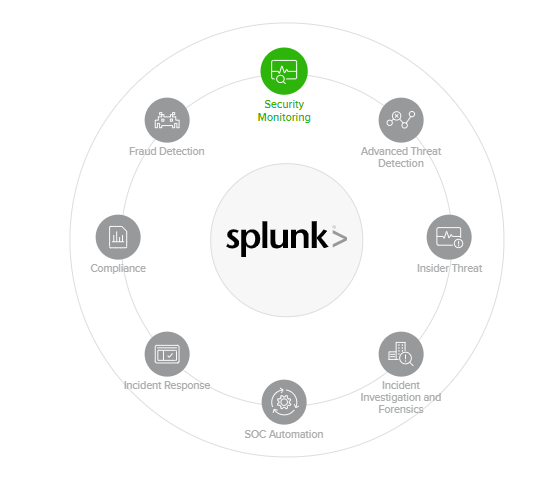 Security
Monitoring
Fraud Detection
Advanced Threat
Detection
splunk>
Compliance
Insider Threat
Incident Response
Incident
Investigation and
Forensics
SOC Automation